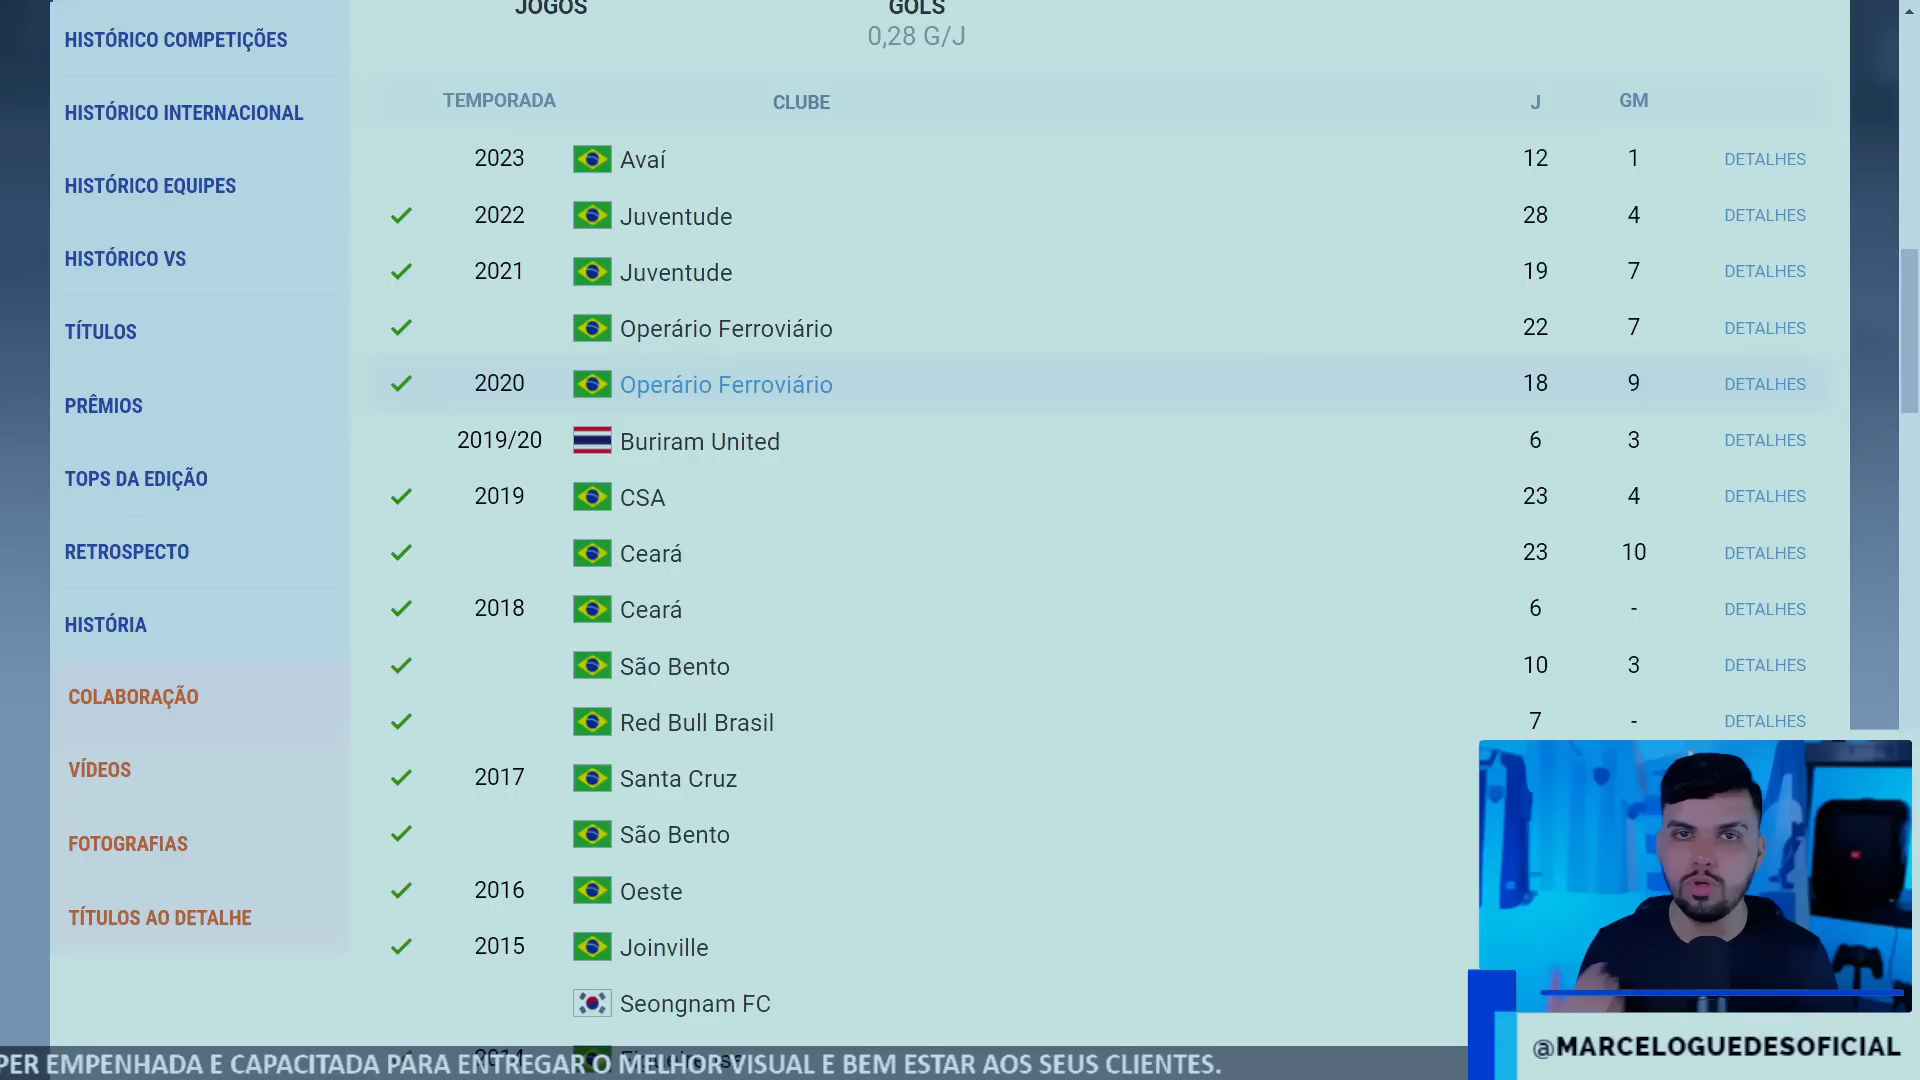 JOGOS GOLS
0,28 G/J
HISTÓRICO COMPETIÇÕES
HISTÓRICO INTERNACIONAL
HISTÓRICO EQUIPES
HISTÓRICO VS
TÍTULOS
PRÊMIOS
TOPS DA EDIÇÃO
RETROSPECTO
HISTÓRIA
COLABORAÇÃO
VÍDEOS
FOTOGRAFIAS
TÍTULOS AO DETALHE
TEMPORADA CLUBE J GM
2023 Avaí 12 1 DETALHES
2022 Juventude 28 4 DETALHES
2021 Juventude 19 7 DETALHES
Operário Ferroviário 22 7 DETALHES
2020 Operário Ferroviário 18 9 DETALHES
2019/20 Buriram United 6 3 DETALHES
2019 CSA 23 4 DETALHES
Ceará 23 10 DETALHES
2018 Ceará 6 - DETALHES
São Bento 10 3 DETALHES
Red Bull Brasil 7 - DETALHES
2017 Santa Cruz
São Bento
2016 Oeste
2015 Joinville
Seongnam FC
2014
PER EMPENHADA E CAPACITADA PARA ENTREGAR O MELHOR VISUAL E BEM ESTAR AOS SEUS CLIENTES.
@MARCELOGUEDESOFICIAL